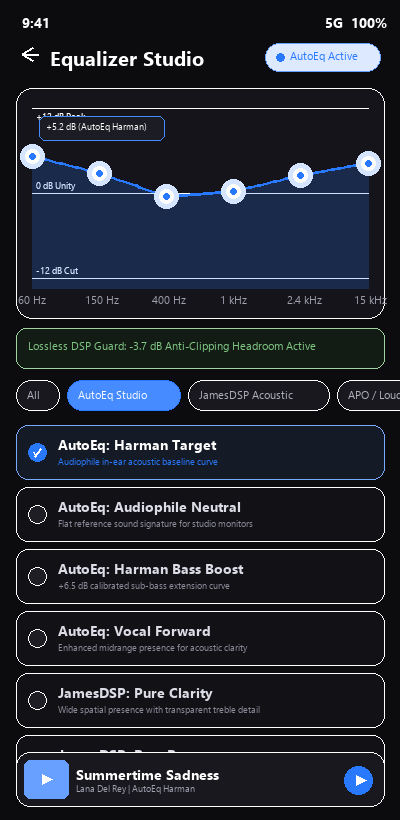 9:41
5G 100%
Equalizer Studio
AutoEq Active
+12 dB Peak
+5.2 dB (AutoEq Harman)
0 dB Unity
-12 dB Cut
60 Hz 150 Hz 400 Hz 1 kHz 2.4 kHz 15 kHz
Lossless DSP Guard: -3.7 dB Anti-Clipping Headroom Active
All AutoEq Studio JamesDSP Acoustic APO / Loud
AutoEq: Harman Target
Audiophile in-ear acoustic baseline curve
AutoEq: Audiophile Neutral
Flat reference sound signature for studio monitors
AutoEq: Harman Bass Boost
+6.5 dB calibrated sub-bass extension curve
AutoEq: Vocal Forward
Enhanced midrange presence for acoustic clarity
JamesDSP: Pure Clarity
Wide spatial presence with transparent treble detail
Summertime Sadness
Lana Del Rey | AutoEq Harman